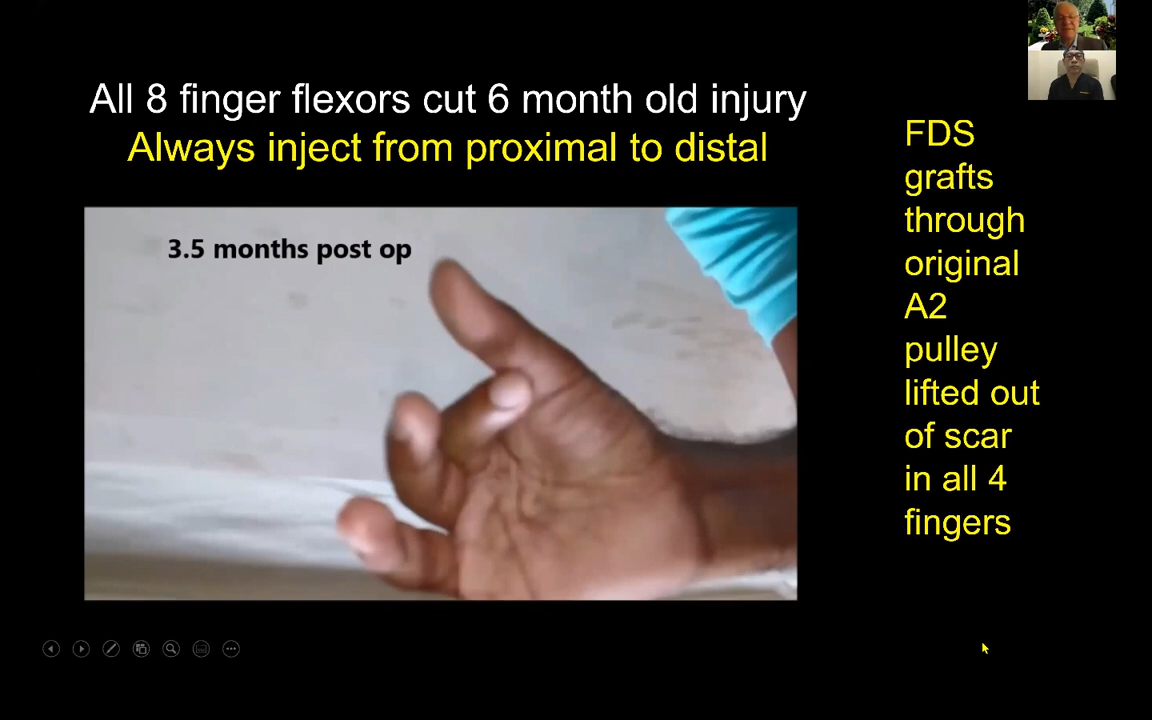 All 8 finger flexors cut 6 month old injury
Always inject from proximal to distal
3.5 months post op
FDS
grafts
through
original
A2
pulley
lifted out
of scar
in all 4
fingers